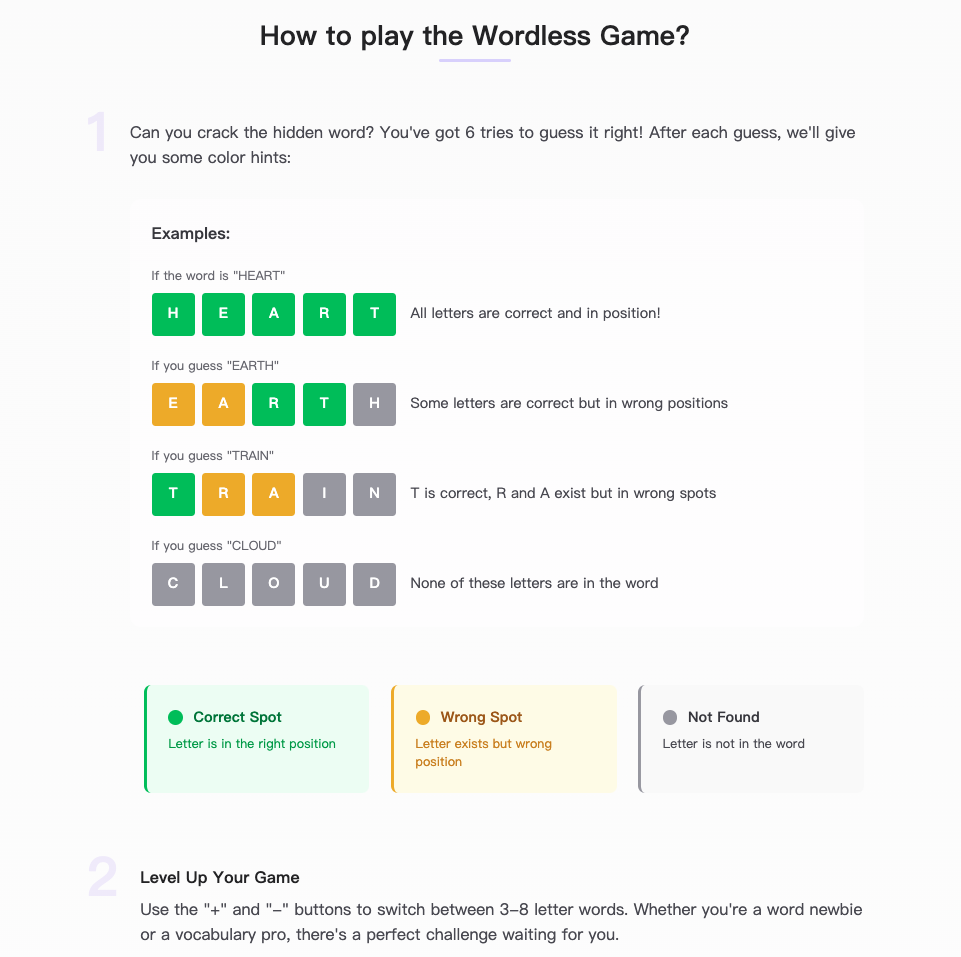 How to play the Wordless Game?
1
Can you crack the hidden word? You've got 6 tries to guess it right! After each guess, we'll give
you some color hints:
Examples:
If the word is "HEART"
H E A R T All letters are correct and in position!
If you guess "EARTH"
E A R T H Some letters are correct but in wrong positions
If you guess "TRAIN"
T R A I N T is correct, R and A exist but in wrong spots
If you guess "CLOUD"
C L O U D None of these letters are in the word
Correct Spot
Letter is in the right position
Wrong Spot
Letter exists but wrong
position
Not Found
Letter is not in the word
2
Level Up Your Game
Use the "+" and "–" buttons to switch between 3–8 letter words. Whether you're a word newbie
or a vocabulary pro, there's a perfect challenge waiting for you.